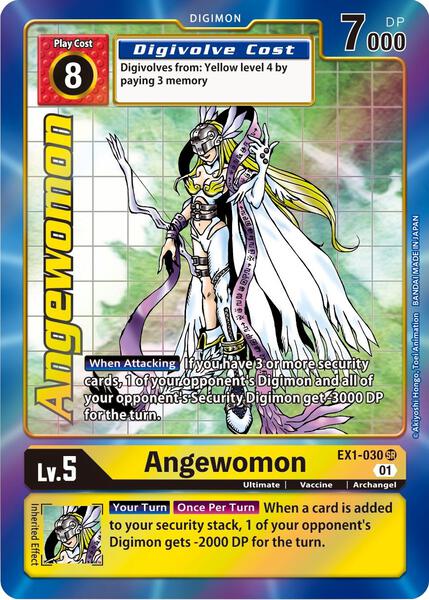 DIGIMON
Play Cost
8
Digivolve Cost
Digivolves from: Yellow level 4 by
paying 3 memory
7000
DP
Angewomon
When Attacking If you have 3 or more security
cards, 1 of your opponent's Digimon and all of
your opponent's Security Digimon get -3000 DP
for the turn.
© Akiyoshi Hongo, Toei Animation | BANDAI MADE IN JAPAN
Lv.5
Angewomon
EX1-030 SR
01
Ultimate | Vaccine | Archangel
Inherited Effect
Your Turn Once Per Turn When a card is added
to your security stack, 1 of your opponent's
Digimon gets -2000 DP for the turn.